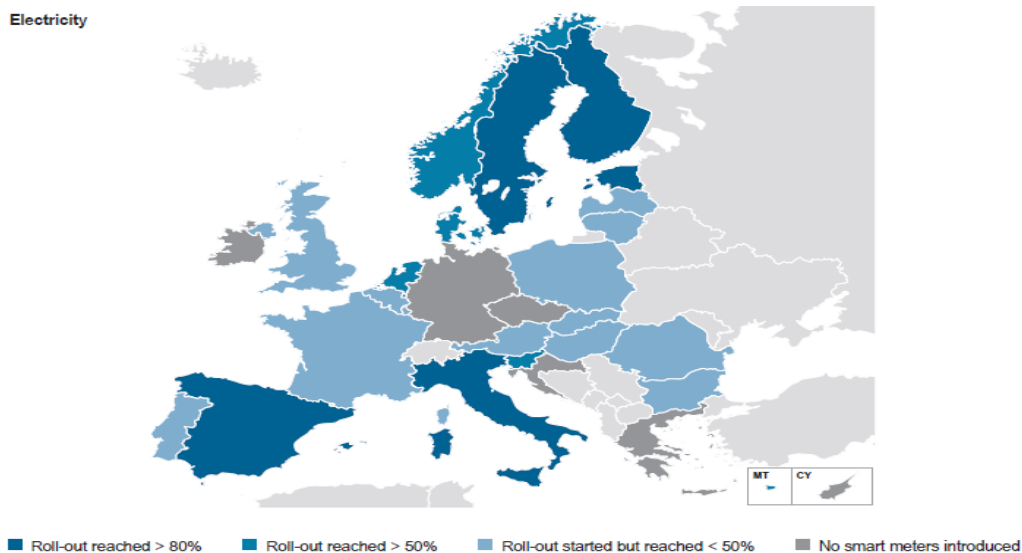 Electricity
MT
CY
Roll-out reached > 80%
Roll-out reached > 50%
Roll-out started but reached < 50%
No smart meters introduced